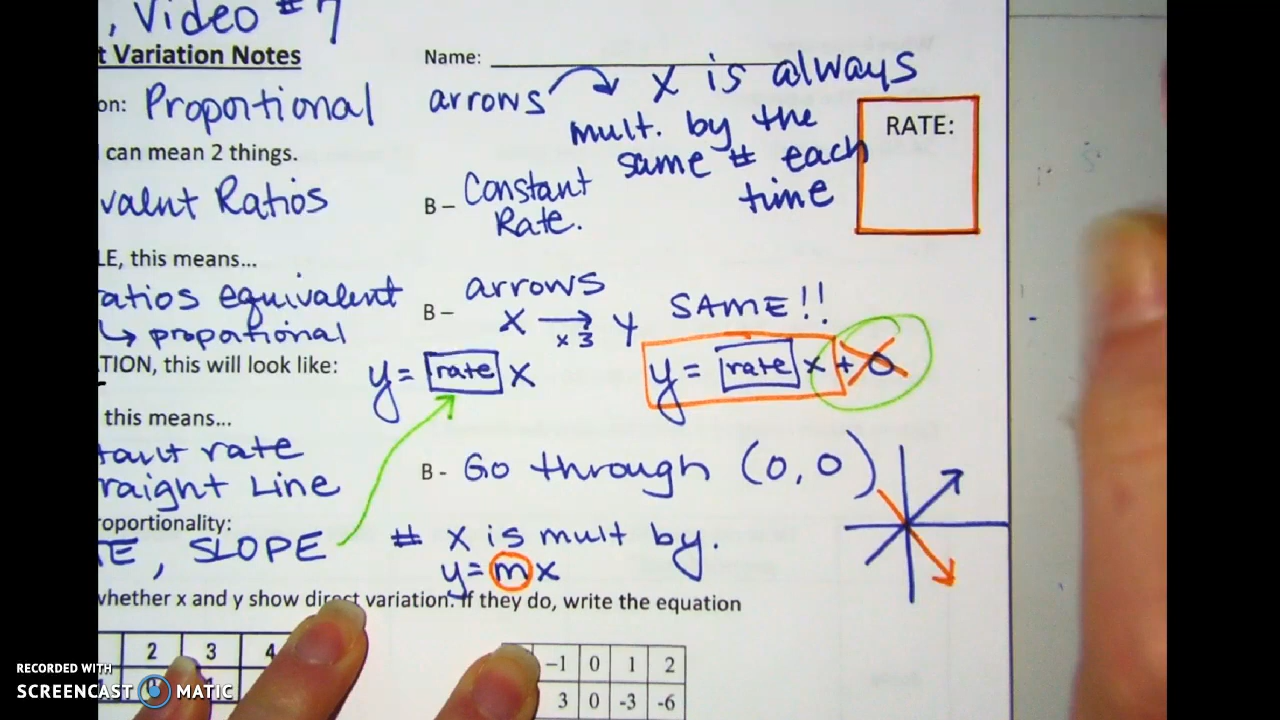 , Video # 7
t Variation Notes
Name:
on: Proportional
arrows
x is always
mult. by the
same # each
time
RATE:
can mean 2 things.
valent Ratios
B – Constant
Rate.
LE, this means...
atios equivalent
↳ proportional
B – arrows
x → y
x 3
SAME!!
TION, this will look like:
y = rate x
y = rate x + 0
this means...
tant rate
raight Line
B - Go through (0, 0)
roportionality:
TE, SLOPE
# x is mult by.
y = m x
whether x and y show direct variation. If they do, write the equation
2 3 4
-1 0 1 2
3 0 -3 -6
RECORDED WITH
SCREENCAST MATIC